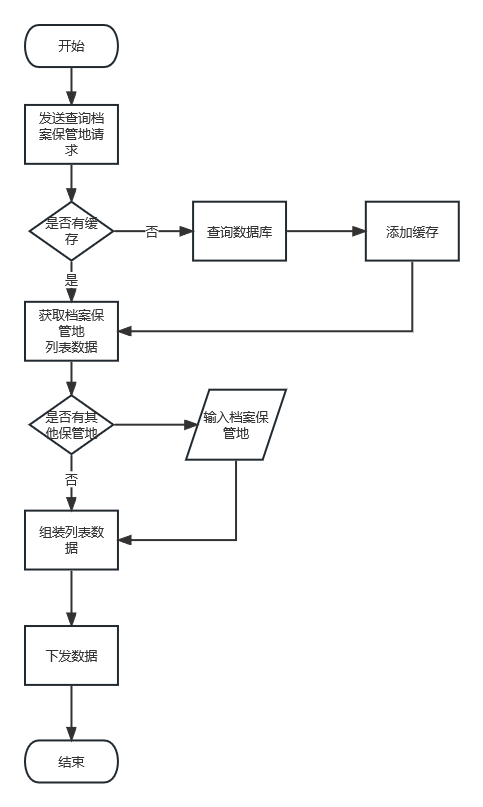 开始
发送查询档
案保管地请
求
是否有缓
存
否
查询数据库
添加缓存
是
获取档案保
管地
列表数据
是否有其
他保管地
输入档案保
管地
否
组装列表数
据
下发数据
结束